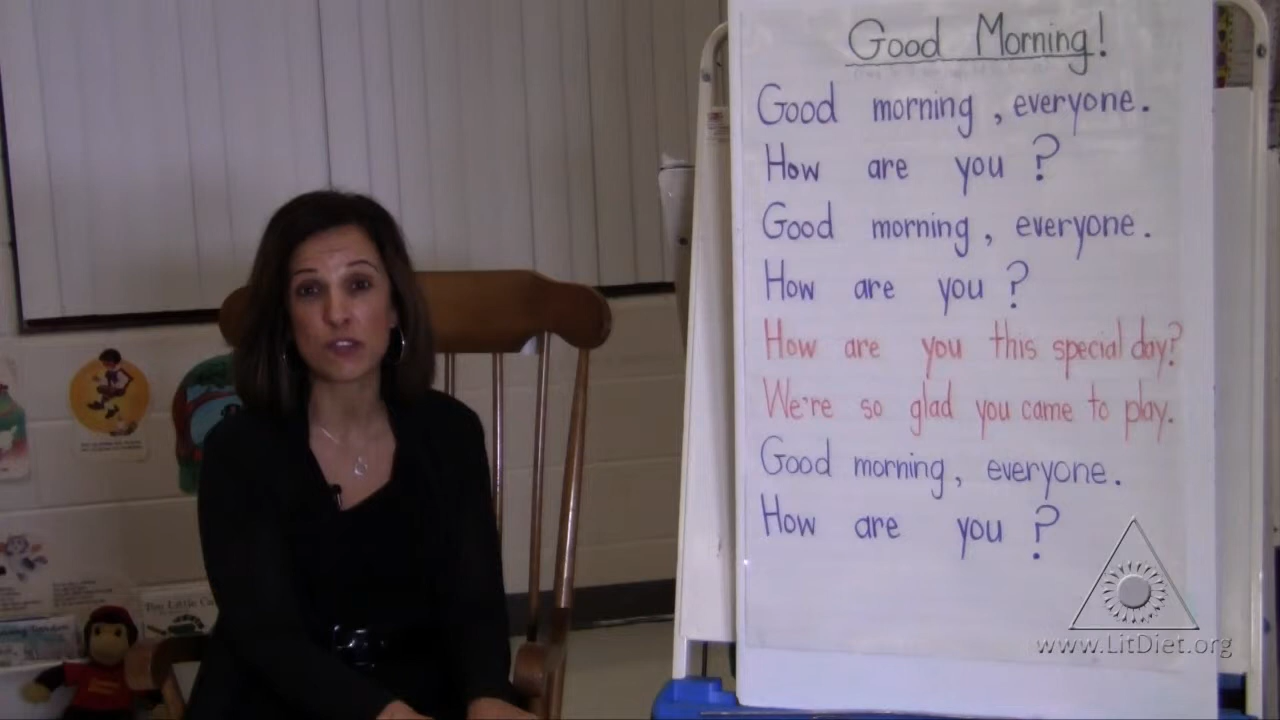 Good Morning!
Good morning, everyone.
How are you?
Good morning, everyone.
How are you?
How are you this special day?
We're so glad you came to play.
Good morning, everyone.
How are you?
www.LitDiet.org